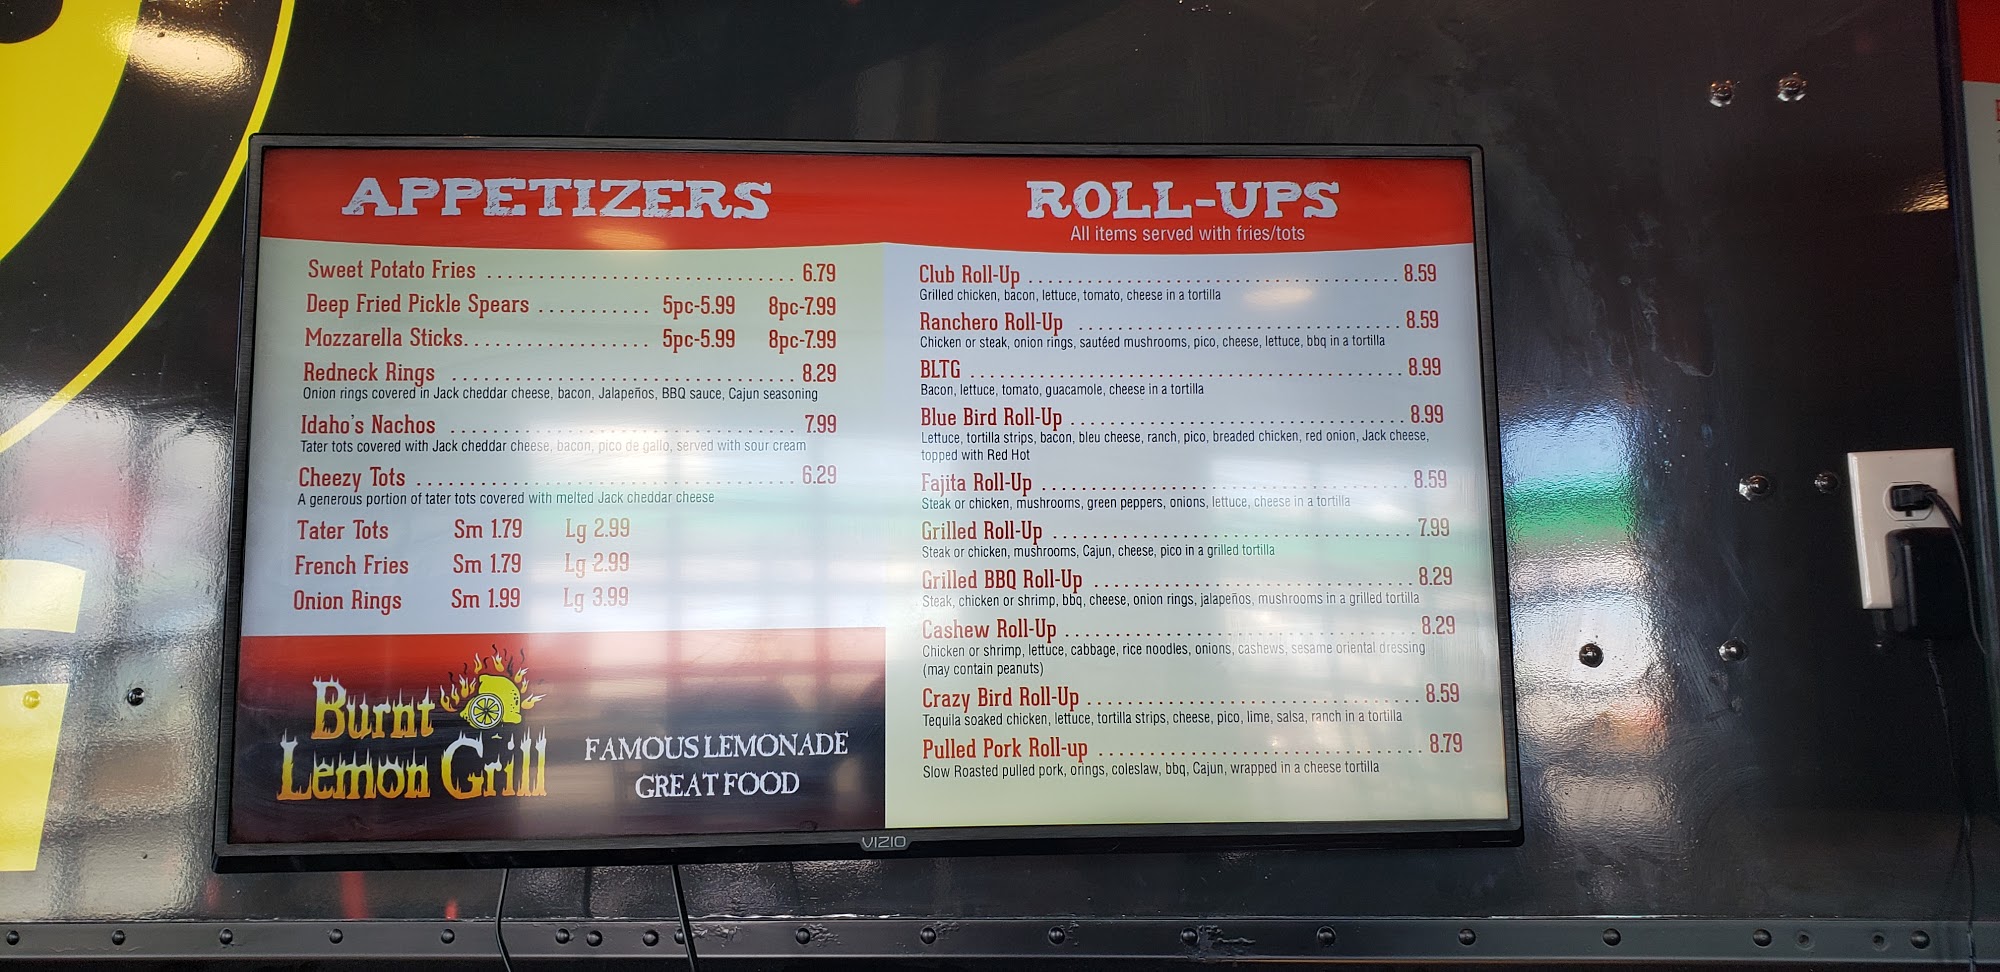 APPETIZERS
Sweet Potato Fries 6.79
Deep Fried Pickle Spears 5pc-5.99 8pc-7.99
Mozzarella Sticks. 5pc-5.99 8pc-7.99
Redneck Rings 8.29
Onion rings covered in Jack cheddar cheese, bacon, Jalapeños, BBQ sauce, Cajun seasoning
Idaho's Nachos 7.99
Tater tots covered with Jack cheddar cheese, bacon, pico de gallo, served with sour cream
Cheezy Tots 6.29
A generous portion of tater tots covered with melted Jack cheddar cheese
Tater Tots Sm 1.79 Lg 2.99
French Fries Sm 1.79 Lg 2.99
Onion Rings Sm 1.99 Lg 3.99
Burnt
Lemon Grill
FAMOUS LEMONADE
GREAT FOOD
ROLL-UPS
All items served with fries/tots
Club Roll-Up 8.59
Grilled chicken, bacon, lettuce, tomato, cheese in a tortilla
Ranchero Roll-Up 8.59
Chicken or steak, onion rings, sautéed mushrooms, pico, cheese, lettuce, bbq in a tortilla
BLTG 8.99
Bacon, lettuce, tomato, guacamole, cheese in a tortilla
Blue Bird Roll-Up 8.99
Lettuce, tortilla strips, bacon, bleu cheese, ranch, pico, breaded chicken, red onion, Jack cheese,
topped with Red Hot
Fajita Roll-Up 8.59
Steak or chicken, mushrooms, green peppers, onions, lettuce, cheese in a tortilla
Grilled Roll-Up 7.99
Steak or chicken, mushrooms, Cajun, cheese, pico in a grilled tortilla
Grilled BBQ Roll-Up 8.29
Steak, chicken or shrimp, bbq, cheese, onion rings, jalapeños, mushrooms in a grilled tortilla
Cashew Roll-Up 8.29
Chicken or shrimp, lettuce, cabbage, rice noodles, onions, cashews, sesame oriental dressing
(may contain peanuts)
Crazy Bird Roll-Up 8.59
Tequila soaked chicken, lettuce, tortilla strips, cheese, pico, lime, salsa, ranch in a tortilla
Pulled Pork Roll-up 8.79
Slow Roasted pulled pork, orings, coleslaw, bbq, Cajun, wrapped in a cheese tortilla
VIZIO